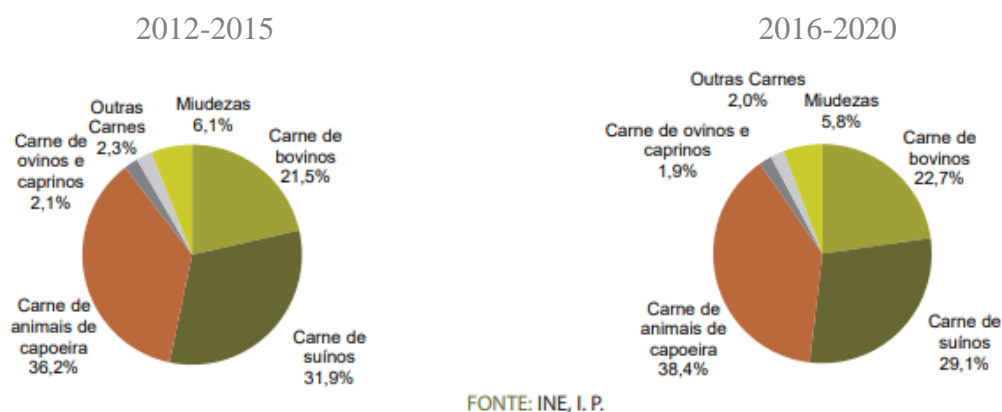 2012-2015
Outras
Carnes
2,3%
Miudezas
6,1%
Carne de
ovinos e
caprinos
2,1%
Carne de
bovinos
21,5%
Carne de
animais de
capoeira
36,2%
Carne de
suínos
31,9%
2016-2020
Outras Carnes
2,0%
Miudezas
5,8%
Carne de ovinos e
caprinos
1,9%
Carne de
bovinos
22,7%
Carne de
animais de
capoeira
38,4%
Carne de
suínos
29,1%
FONTE: INE, I. P.